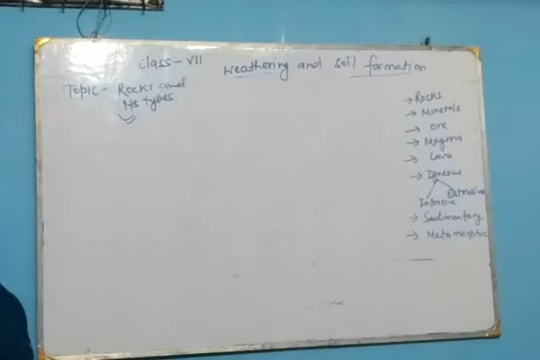 Class-VII
Weathering and soil formation
Topic- Rocks and
its types
→ Rocks
→ Minerals
→ Ore
→ Magma
→ Lava
→ Igneous
Extrusive
Intrusive
→ Sedimentary
→ Metamorphic